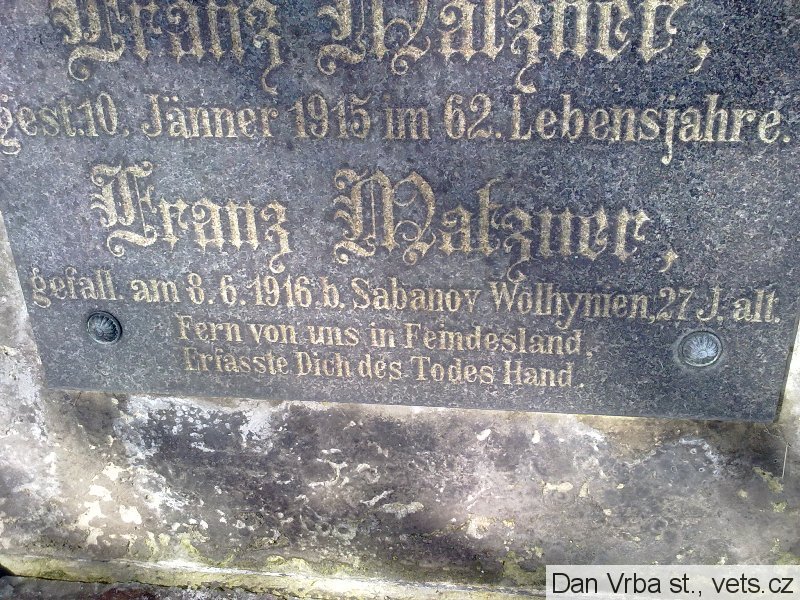 Franz Matzner,
gest. 10. Jänner 1915 im 62. Lebensjahre.
Franz Matzner,
gefall. am 8. 6. 1916 b. Sabanov Wolhynien, 27 J. alt.
Fern von uns in Feindesland,
Erfasste Dich des Todes Hand.
Dan Vrba st., vets.cz